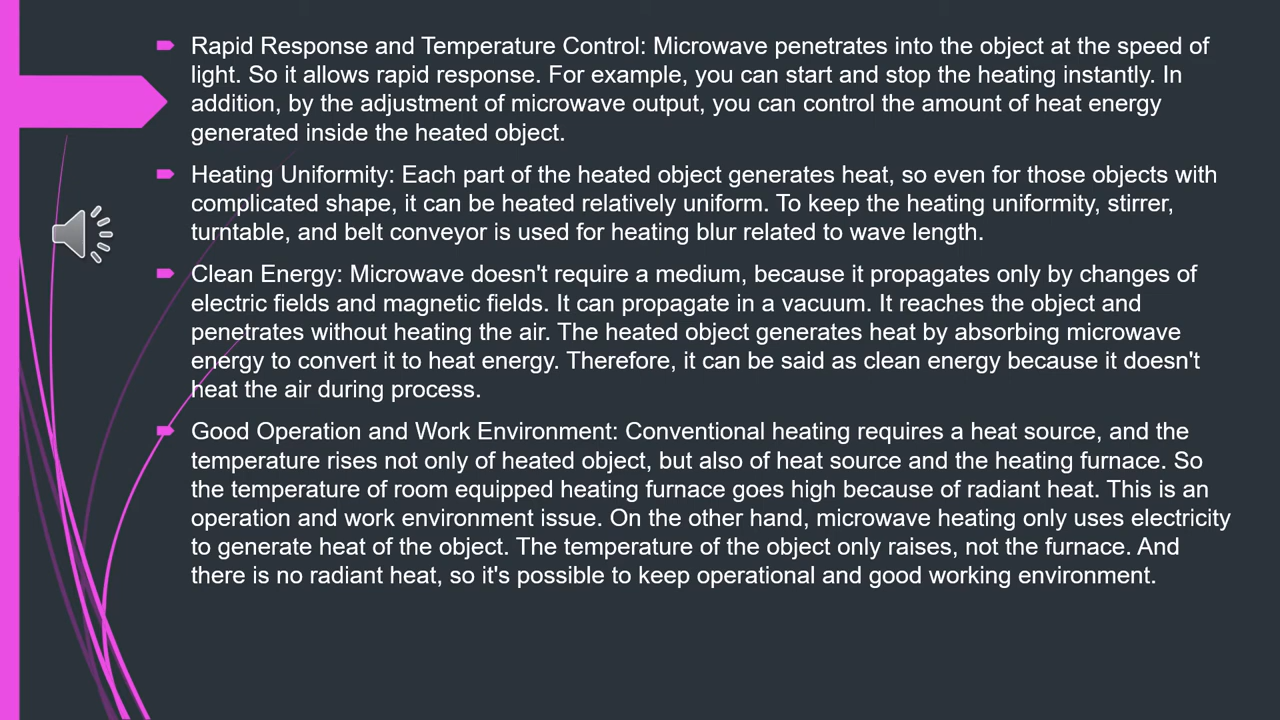 Rapid Response and Temperature Control: Microwave penetrates into the object at the speed of
light. So it allows rapid response. For example, you can start and stop the heating instantly. In
addition, by the adjustment of microwave output, you can control the amount of heat energy
generated inside the heated object.
Heating Uniformity: Each part of the heated object generates heat, so even for those objects with
complicated shape, it can be heated relatively uniform. To keep the heating uniformity, stirrer,
turntable, and belt conveyor is used for heating blur related to wave length.
Clean Energy: Microwave doesn't require a medium, because it propagates only by changes of
electric fields and magnetic fields. It can propagate in a vacuum. It reaches the object and
penetrates without heating the air. The heated object generates heat by absorbing microwave
energy to convert it to heat energy. Therefore, it can be said as clean energy because it doesn't
heat the air during process.
Good Operation and Work Environment: Conventional heating requires a heat source, and the
temperature rises not only of heated object, but also of heat source and the heating furnace. So
the temperature of room equipped heating furnace goes high because of radiant heat. This is an
operation and work environment issue. On the other hand, microwave heating only uses electricity
to generate heat of the object. The temperature of the object only raises, not the furnace. And
there is no radiant heat, so it's possible to keep operational and good working environment.